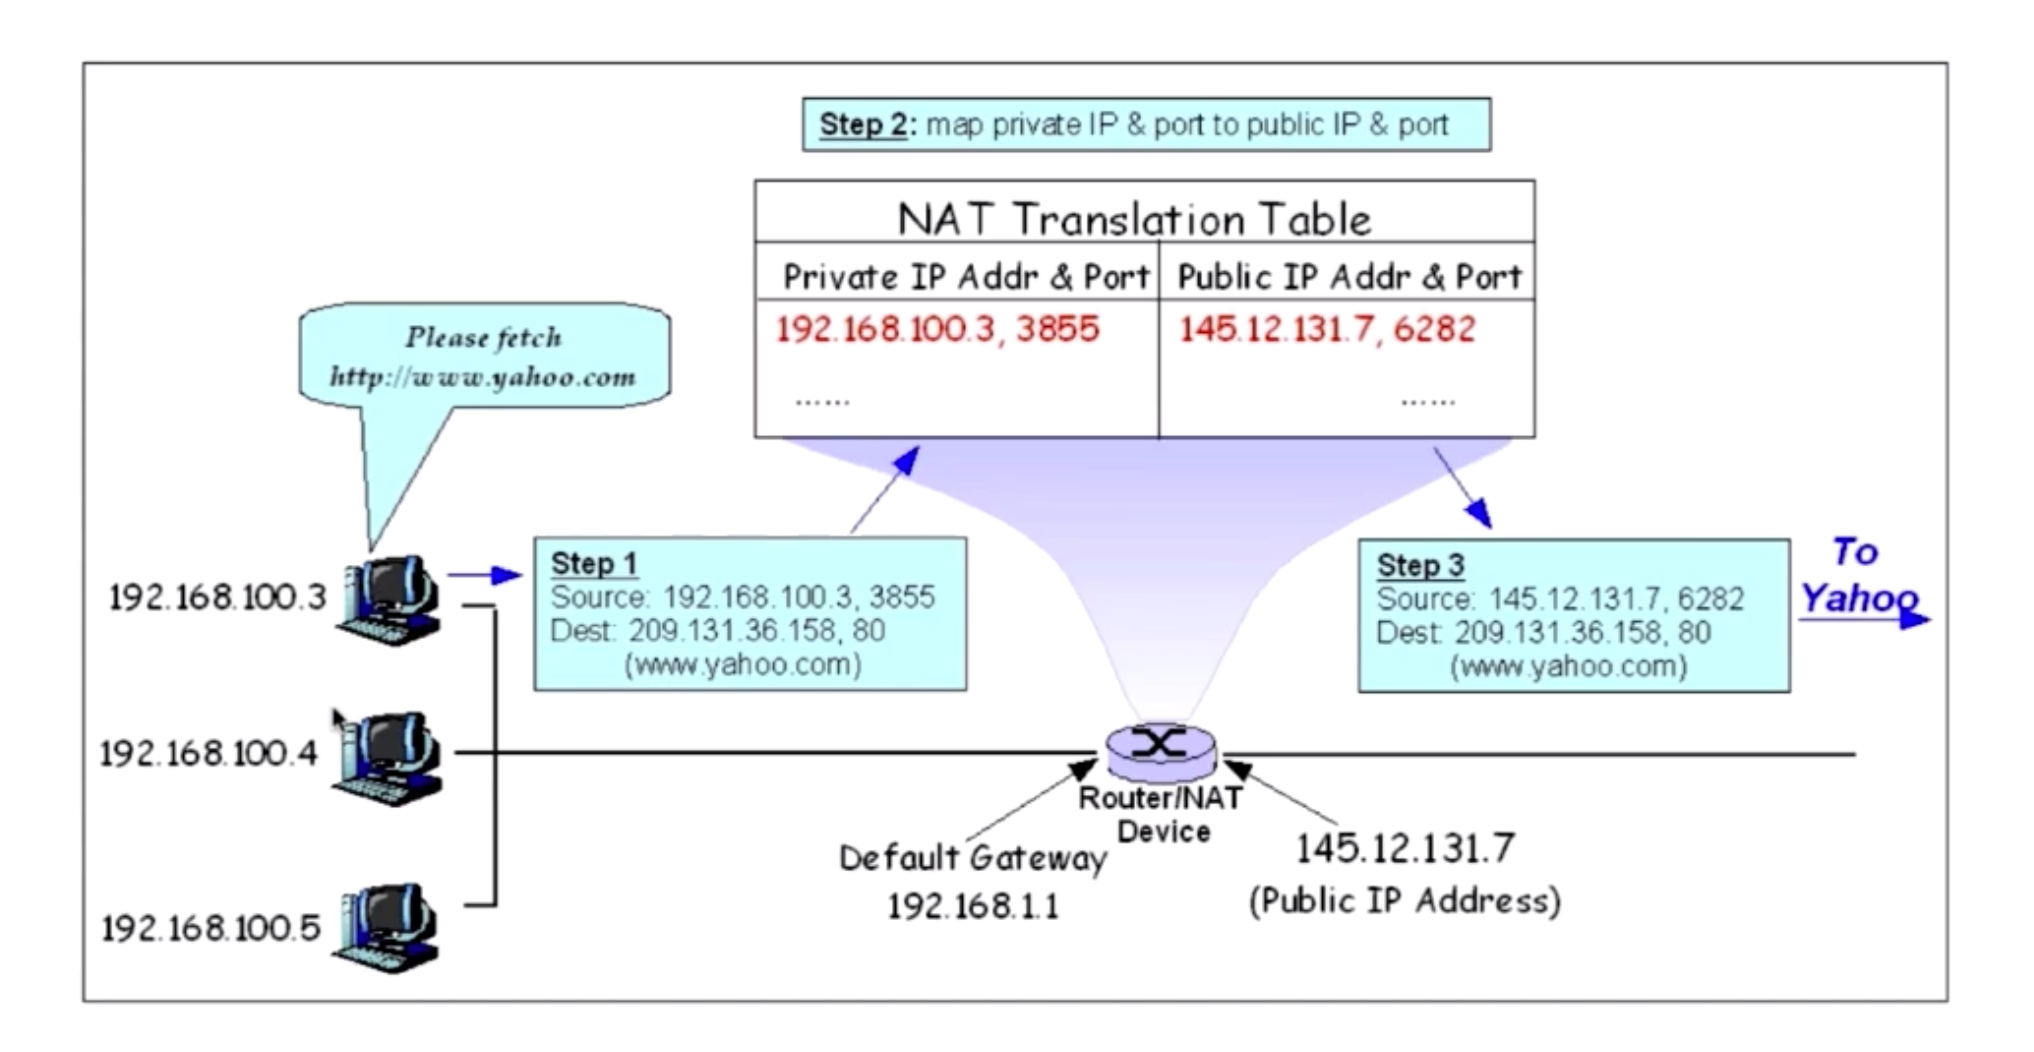 Step 2: map private IP & port to public IP & port
NAT Translation Table
Private IP Addr & Port
Public IP Addr & Port
192.168.100.3, 3855
145.12.131.7, 6282
......
......
Please fetch
http://www.yahoo.com
192.168.100.3
Step 1
Source: 192.168.100.3, 3855
Dest: 209.131.36.158, 80
(www.yahoo.com)
Step 3
Source: 145.12.131.7, 6282
Dest: 209.131.36.158, 80
(www.yahoo.com)
To
Yahoo
192.168.100.4
Router/NAT
Device
Default Gateway
192.168.1.1
145.12.131.7
(Public IP Address)
192.168.100.5